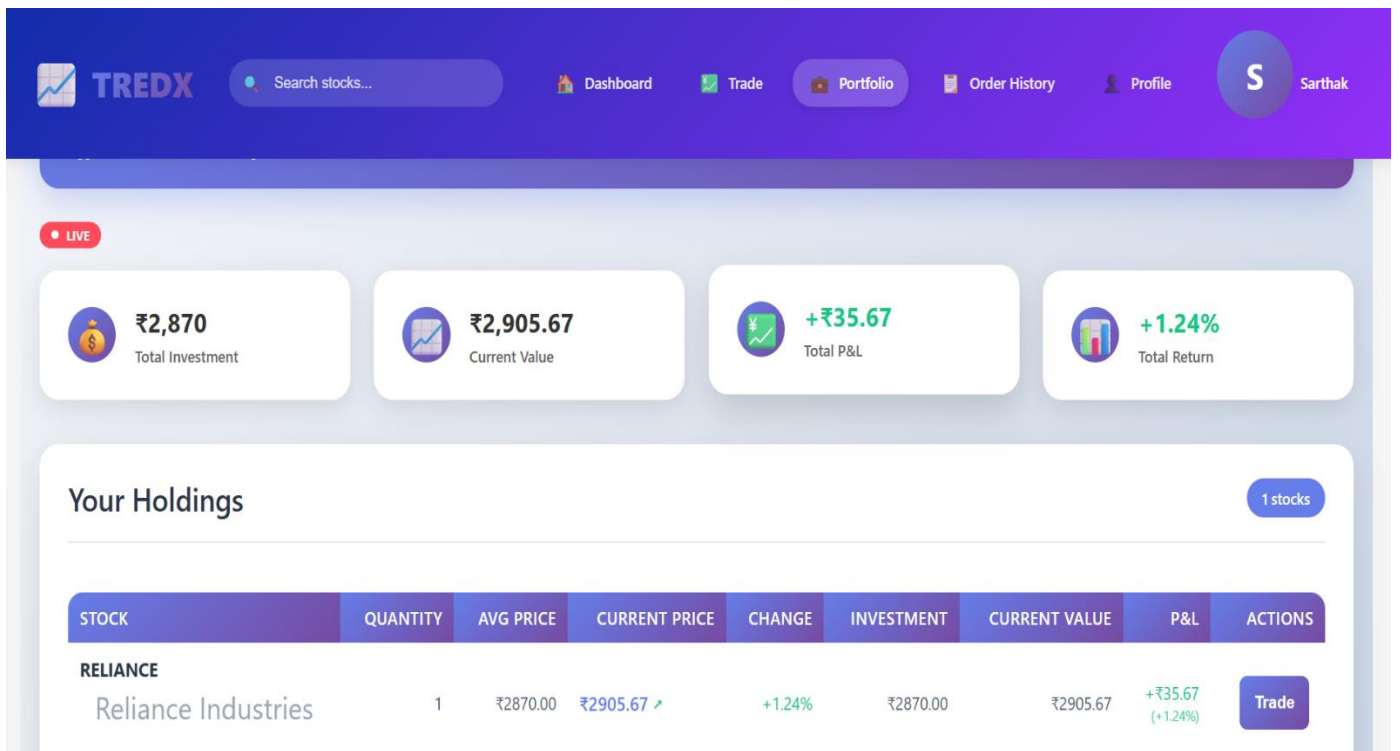 TREDX
Search stocks...
Dashboard
Trade
Portfolio
Order History
Profile
S
Sarthak
LIVE
₹2,870
Total Investment
₹2,905.67
Current Value
+₹35.67
Total P&L
+1.24%
Total Return
Your Holdings
1 stocks
STOCK QUANTITY AVG PRICE CURRENT PRICE CHANGE INVESTMENT CURRENT VALUE P&L ACTIONS
RELIANCE
Reliance Industries 1 ₹2870.00 ₹2905.67 ↗ +1.24% ₹2870.00 ₹2905.67 +₹35.67 (+1.24%) Trade